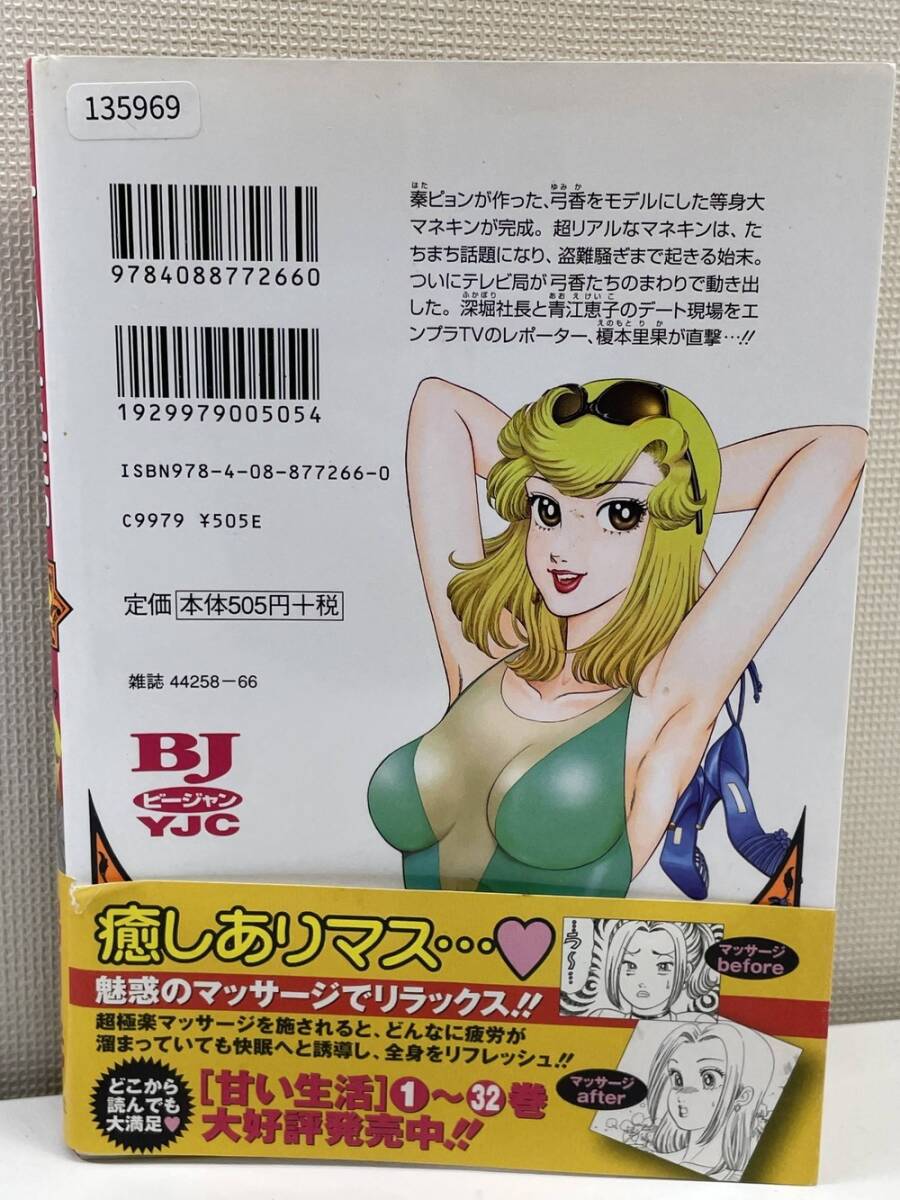 135969
9784088772660
1929979005054
ISBN978-4-08-877266-0
C9979 ¥505E
定価 本体505円+税
雑誌 44258-66
BJ
ビージャン
YJC
秦ピョンが作った、弓香をモデルにした等身大
マネキンが完成。超リアルなマネキンは、た
ちまち話題になり、盗難騒ぎまで起きる始末。
ついにテレビ局が弓香たちのまわりで動き出
した。深堀社長と青江恵子のデート現場をエ
ンプラTVのレポーター、榎本里果が直撃…!!
癒しありマス…♥
魅惑のマッサージでリラックス!!
超極楽マッサージを施されると、どんなに疲労が
溜まっていても快眠へと誘導し、全身をリフレッシュ!!
どこから
読んでも
大満足♥
[甘い生活]1〜32巻
大好評発売中!!
マッサージ
before
マッサージ
after